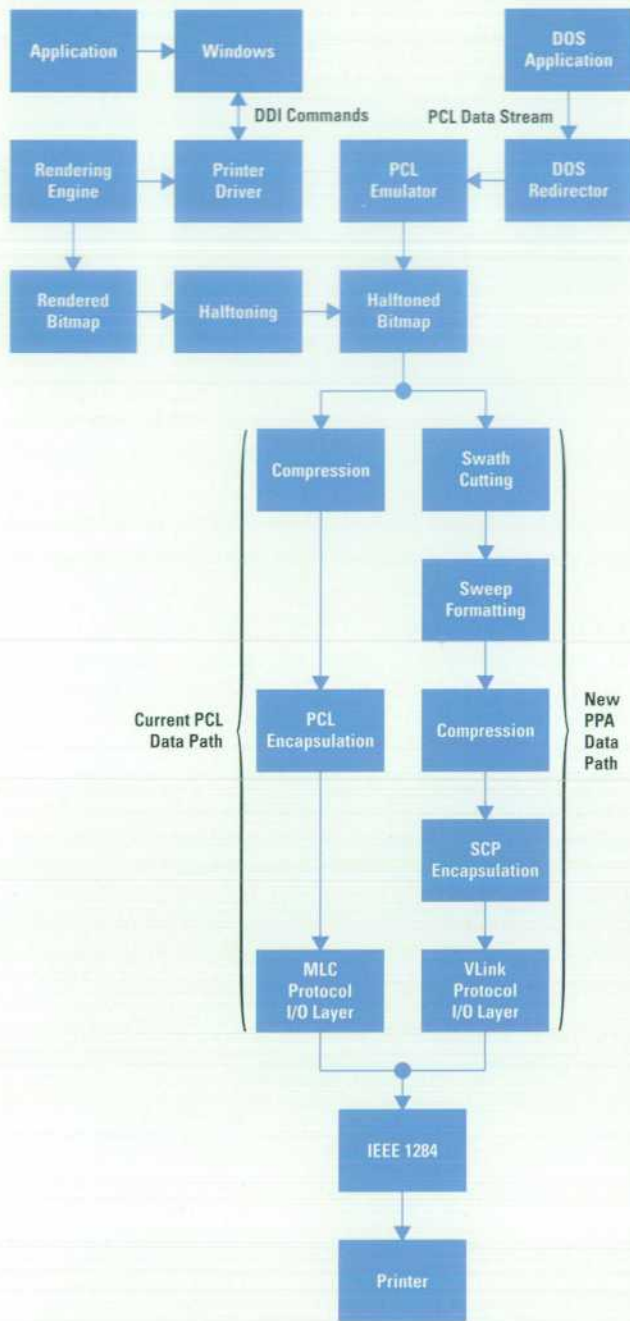 Application
Windows
DOS
Application
DDI Commands
PCL Data Stream
Rendering
Engine
Printer
Driver
PCL
Emulator
DOS
Redirector
Rendered
Bitmap
Halftoning
Halftoned
Bitmap
Compression
Swath
Cutting
Sweep
Formatting
Current PCL
Data Path
PCL
Encapsulation
Compression
New
PPA
Data
Path
SCP
Encapsulation
MLC
Protocol
I/O Layer
VLink
Protocol
I/O Layer
IEEE 1284
Printer